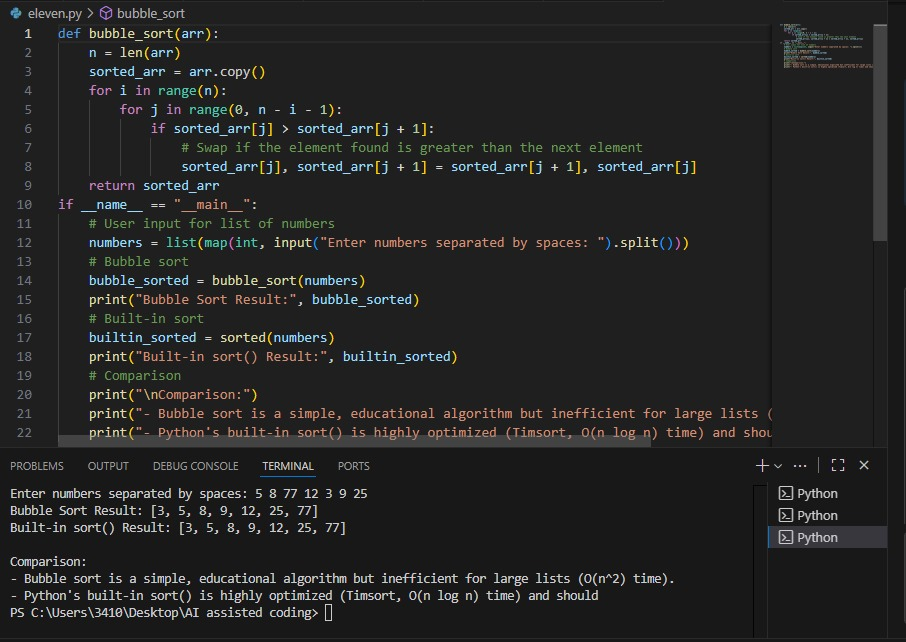 eleven.py > bubble_sort
1 def bubble_sort(arr):
2 n = len(arr)
3 sorted_arr = arr.copy()
4 for i in range(n):
5 for j in range(0, n - i - 1):
6 if sorted_arr[j] > sorted_arr[j + 1]:
7 # Swap if the element found is greater than the next element
8 sorted_arr[j], sorted_arr[j + 1] = sorted_arr[j + 1], sorted_arr[j]
9 return sorted_arr
10 if __name__ == "__main__":
11 # User input for list of numbers
12 numbers = list(map(int, input("Enter numbers separated by spaces: ").split()))
13 # Bubble sort
14 bubble_sorted = bubble_sort(numbers)
15 print("Bubble Sort Result:", bubble_sorted)
16 # Built-in sort
17 builtin_sorted = sorted(numbers)
18 print("Built-in sort() Result:", builtin_sorted)
19 # Comparison
20 print("\nComparison:")
21 print("- Bubble sort is a simple, educational algorithm but inefficient for large lists (
22 print("- Python's built-in sort() is highly optimized (Timsort, O(n log n) time) and shou
PROBLEMS OUTPUT DEBUG CONSOLE TERMINAL PORTS
Enter numbers separated by spaces: 5 8 77 12 3 9 25
Bubble Sort Result: [3, 5, 8, 9, 12, 25, 77]
Built-in sort() Result: [3, 5, 8, 9, 12, 25, 77]
Comparison:
- Bubble sort is a simple, educational algorithm but inefficient for large lists (O(n^2) time).
- Python's built-in sort() is highly optimized (Timsort, O(n log n) time) and should
PS C:\Users\3410\Desktop\AI assisted coding>
Python
Python
Python